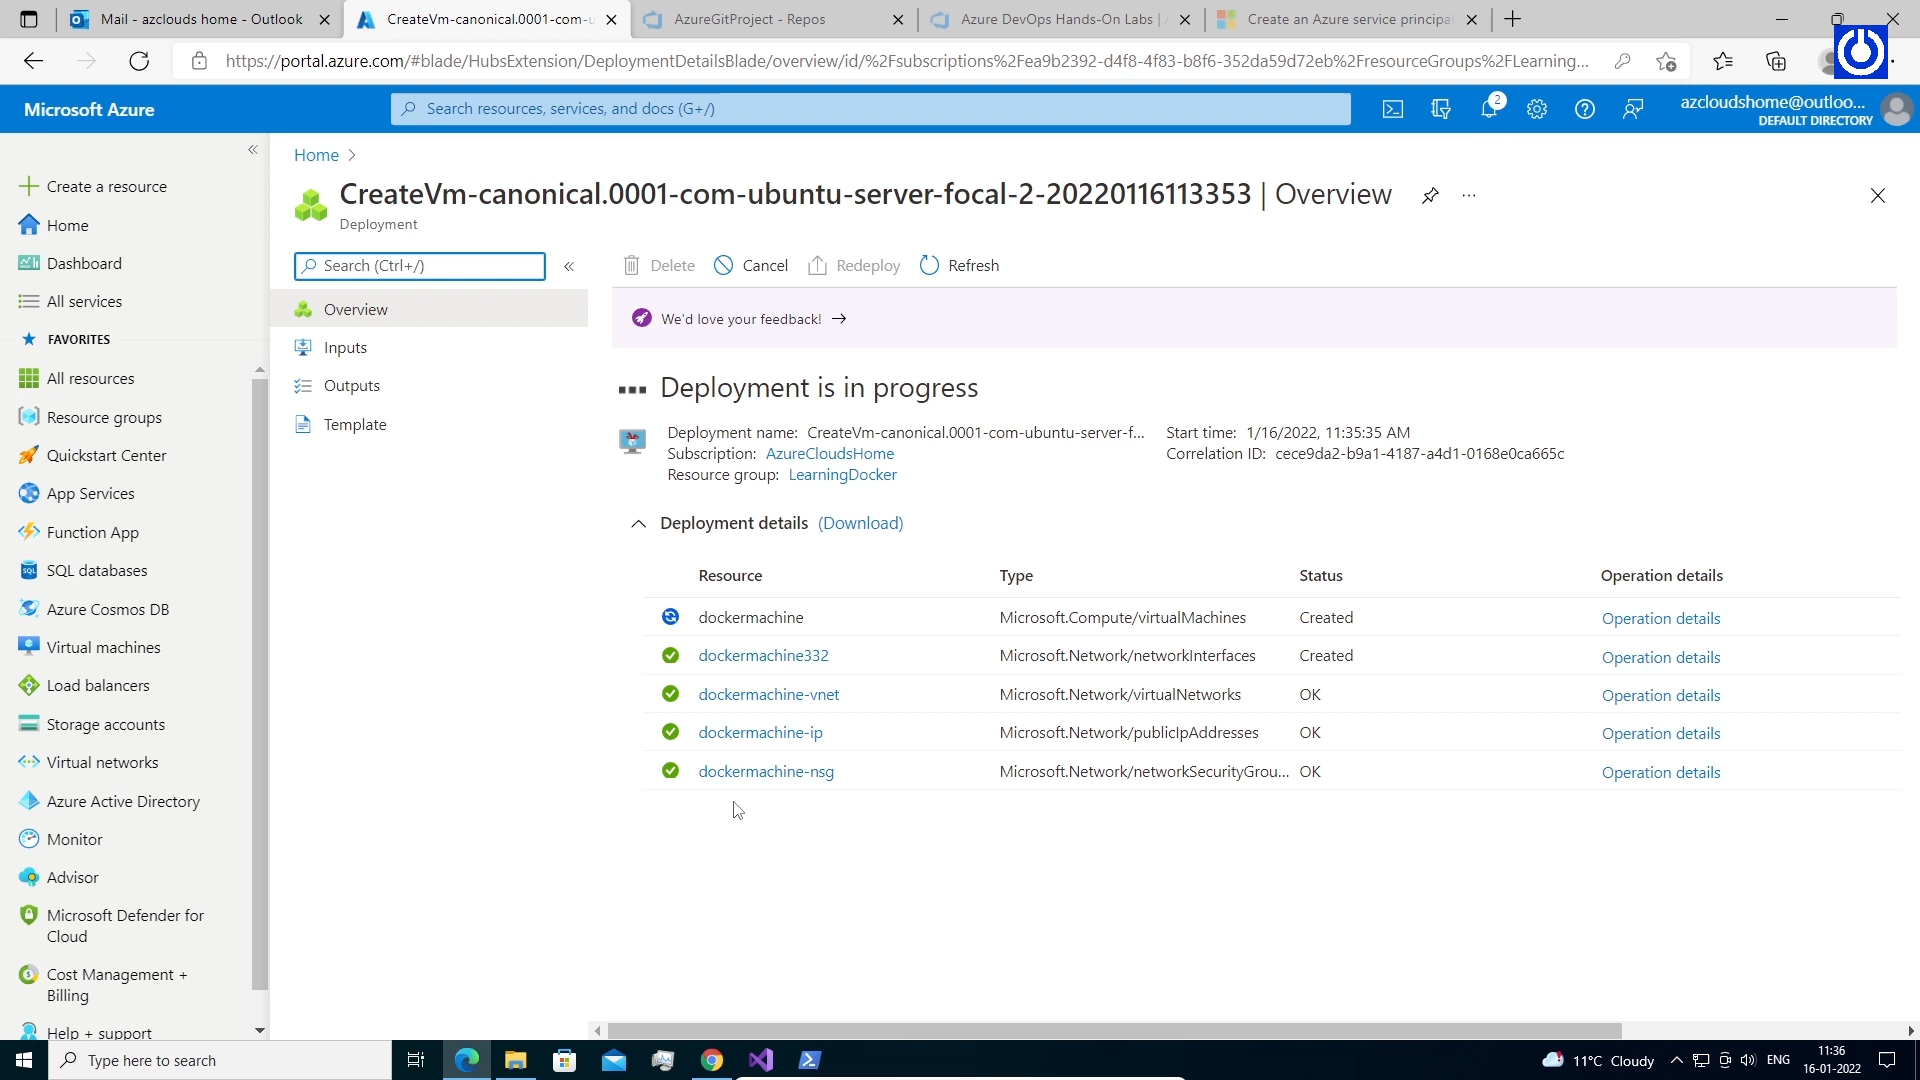 Mail - azclouds home - Outlook
CreateVm-canonical.0001-com-u
AzureGitProject - Repos
Azure DevOps Hands-On Labs |
Create an Azure service principal
https://portal.azure.com/#blade/HubsExtension/DeploymentDetailsBlade/overview/id/%2Fsubscriptions%2Fea9b2392-d4f8-4f83-b8f6-352da59d72eb%2FresourceGroups%2FLearning...
Microsoft Azure
Search resources, services, and docs (G+/)
2
azcloudshome@outloo...
DEFAULT DIRECTORY
Create a resource
Home
Dashboard
All services
FAVORITES
All resources
Resource groups
Quickstart Center
App Services
Function App
SQL
SQL databases
Azure Cosmos DB
Virtual machines
Load balancers
Storage accounts
Virtual networks
Azure Active Directory
Monitor
Advisor
Microsoft Defender for
Cloud
Cost Management +
Billing
Help + support
Home
CreateVm-canonical.0001-com-ubuntu-server-focal-2-20220116113353 | Overview
...
Deployment
Search (Ctrl+/)
Overview
Inputs
Outputs
Template
Delete
Cancel
Redeploy
Refresh
We'd love your feedback! →
Deployment is in progress
Deployment name: CreateVm-canonical.0001-com-ubuntu-server-f...
Subscription: AzureCloudsHome
Resource group: LearningDocker
Start time: 1/16/2022, 11:35:35 AM
Correlation ID: cece9da2-b9a1-4187-a4d1-0168e0ca665c
Deployment details (Download)
Resource Type Status Operation details
dockermachine Microsoft.Compute/virtualMachines Created Operation details
dockermachine332 Microsoft.Network/networkInterfaces Created Operation details
dockermachine-vnet Microsoft.Network/virtualNetworks OK Operation details
dockermachine-ip Microsoft.Network/publicIpAddresses OK Operation details
dockermachine-nsg Microsoft.Network/networkSecurityGrou... OK Operation details
Type here to search
11°C Cloudy
ENG
11:36
16-01-2022